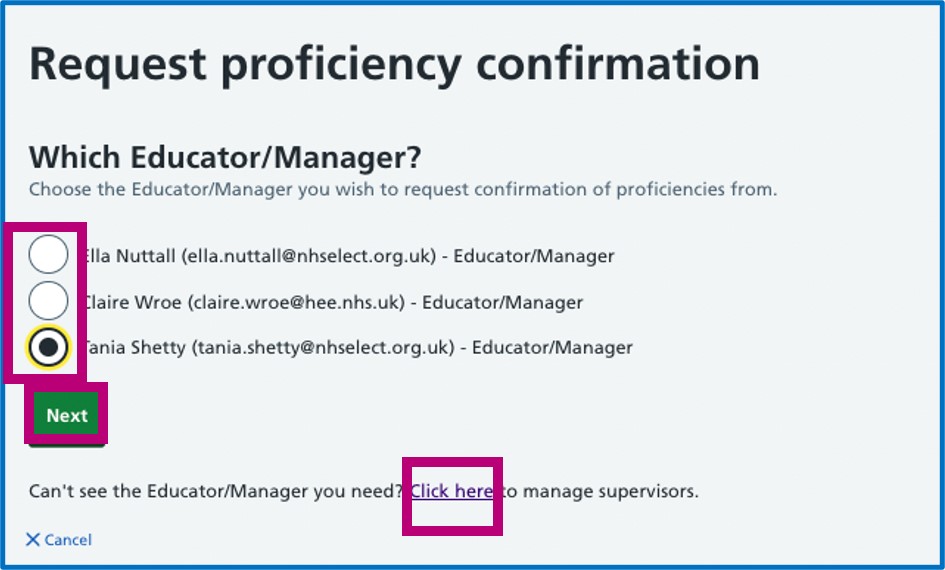 Request proficiency confirmation
Which Educator/Manager?
Choose the Educator/Manager you wish to request confirmation of proficiencies from.
Ella Nuttall (ella.nuttall@nhselect.org.uk) - Educator/Manager
Claire Wroe (claire.wroe@hee.nhs.uk) - Educator/Manager
Tania Shetty (tania.shetty@nhselect.org.uk) - Educator/Manager
Next
Can't see the Educator/Manager you need? Click here to manage supervisors.
Cancel